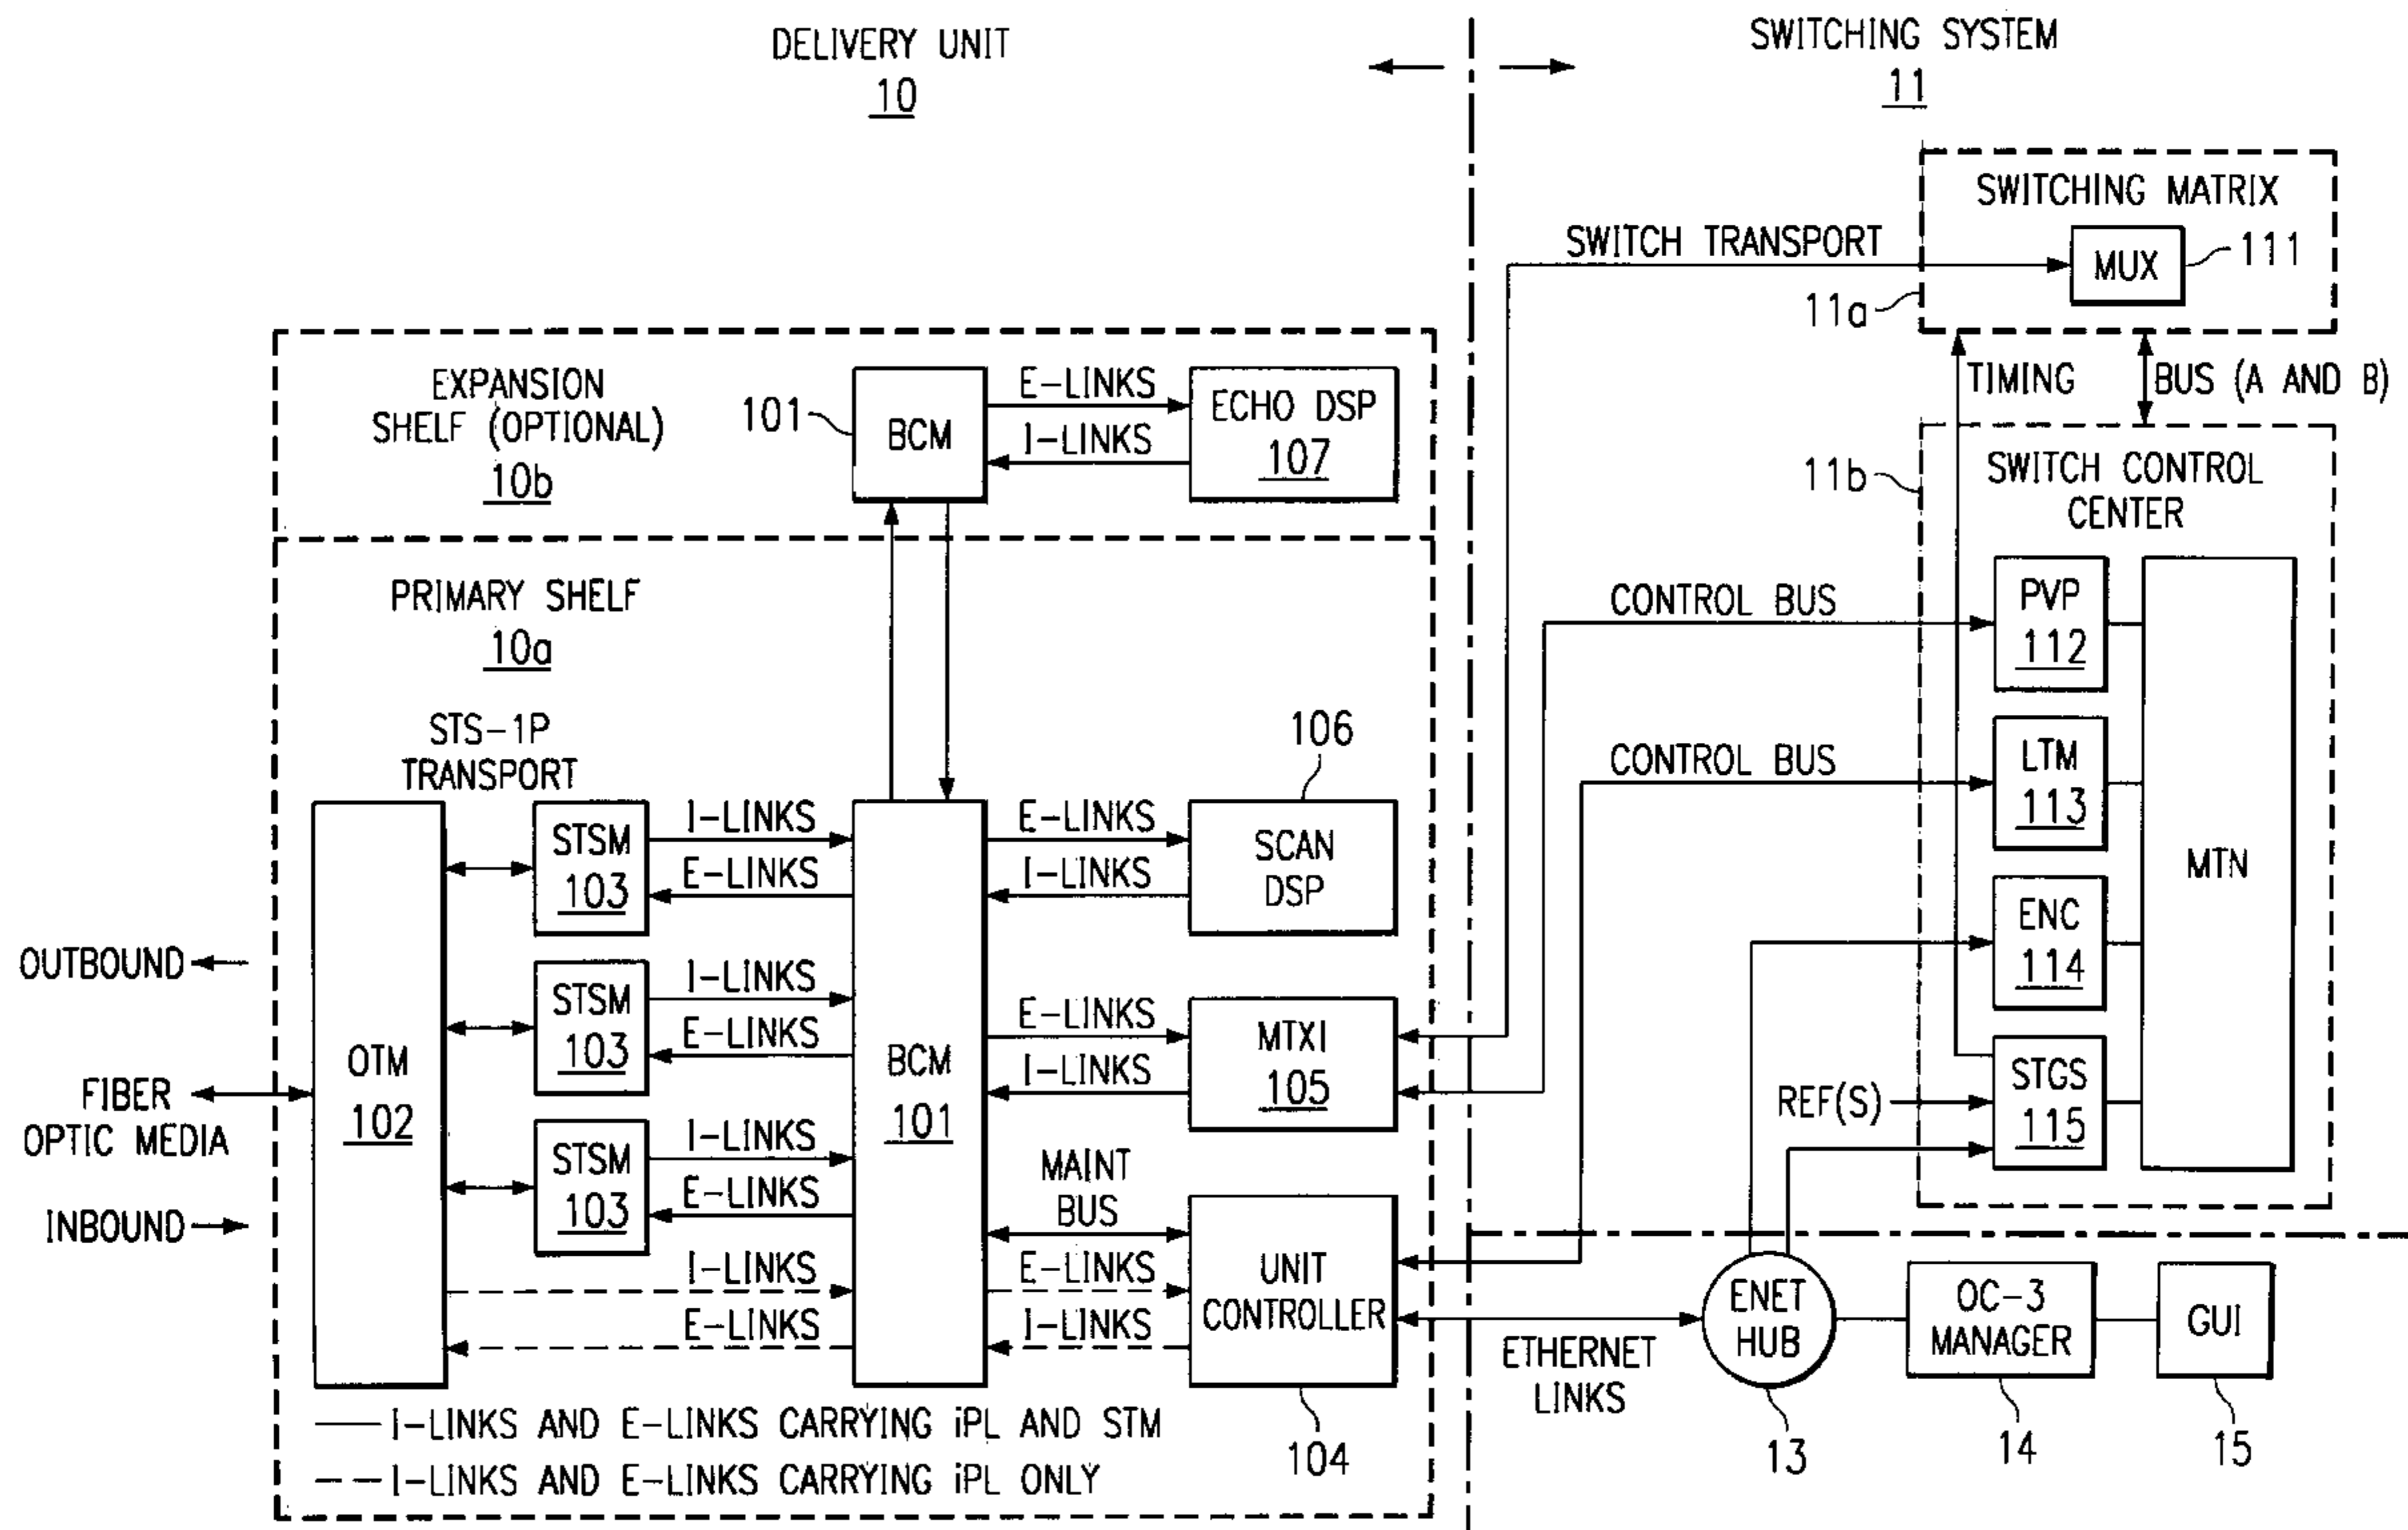 DELIVERY UNIT
10
SWITCHING SYSTEM
11
SWITCHING MATRIX
MUX
111
SWITCH TRANSPORT
11a
TIMING
BUS (A AND B)
EXPANSION
SHELF (OPTIONAL)
10b
101
BCM
E-LINKS
I-LINKS
ECHO DSP
107
11b
SWITCH CONTROL
CENTER
PRIMARY SHELF
10a
CONTROL BUS
PVP
112
STS-1P
TRANSPORT
106
CONTROL BUS
LTM
113
MTN
STSM
103
I-LINKS
E-LINKS
E-LINKS
I-LINKS
SCAN
DSP
ENC
114
OUTBOUND
STSM
103
I-LINKS
E-LINKS
E-LINKS
I-LINKS
MTXI
105
OTM
102
BCM
101
REF(S)
STGS
115
FIBER
OPTIC MEDIA
STSM
103
I-LINKS
E-LINKS
MAINT
BUS
INBOUND
I-LINKS
E-LINKS
E-LINKS
I-LINKS
UNIT
CONTROLLER
ETHERNET
LINKS
ENET
HUB
OC-3
MANAGER
GUI
I-LINKS AND E-LINKS CARRYING iPL AND STM
I-LINKS AND E-LINKS CARRYING iPL ONLY
104
13
14
15